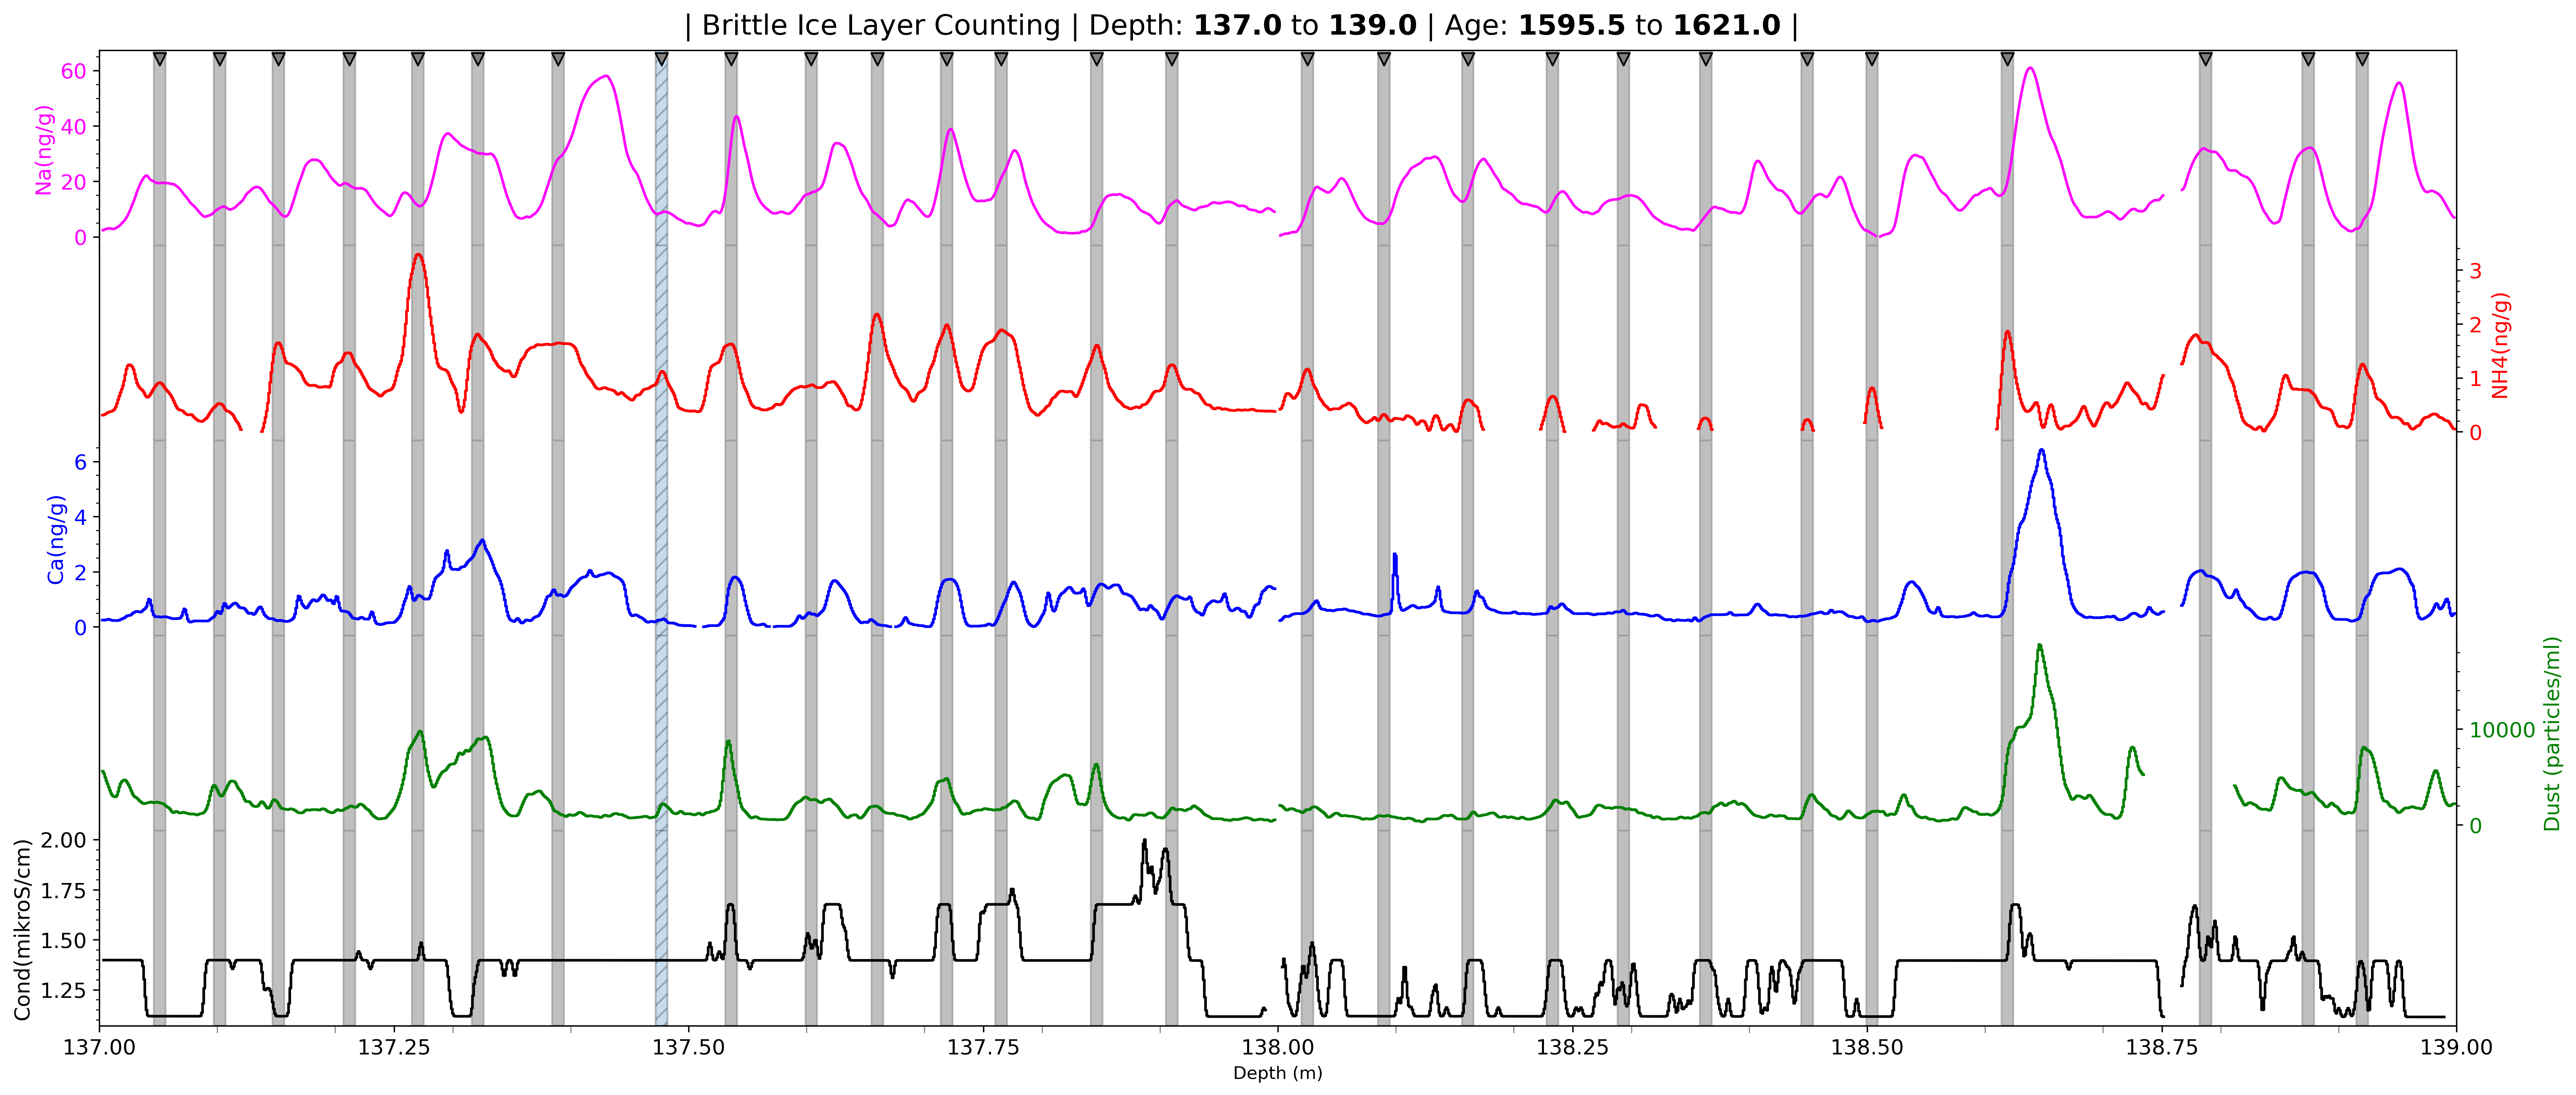 | Brittle Ice Layer Counting | Depth: 137.0 to 139.0 | Age: 1595.5 to 1621.0 |
60
40
20
0
Na(ng/g)
3
2
1
0
NH4(ng/g)
6
4
2
0
Ca(ng/g)
10000
0
Dust (particles/ml)
2.00
1.75
1.50
1.25
Cond(mikroS/cm)
137.00 137.25 137.50 137.75 138.00 138.25 138.50 138.75 139.00
Depth (m)